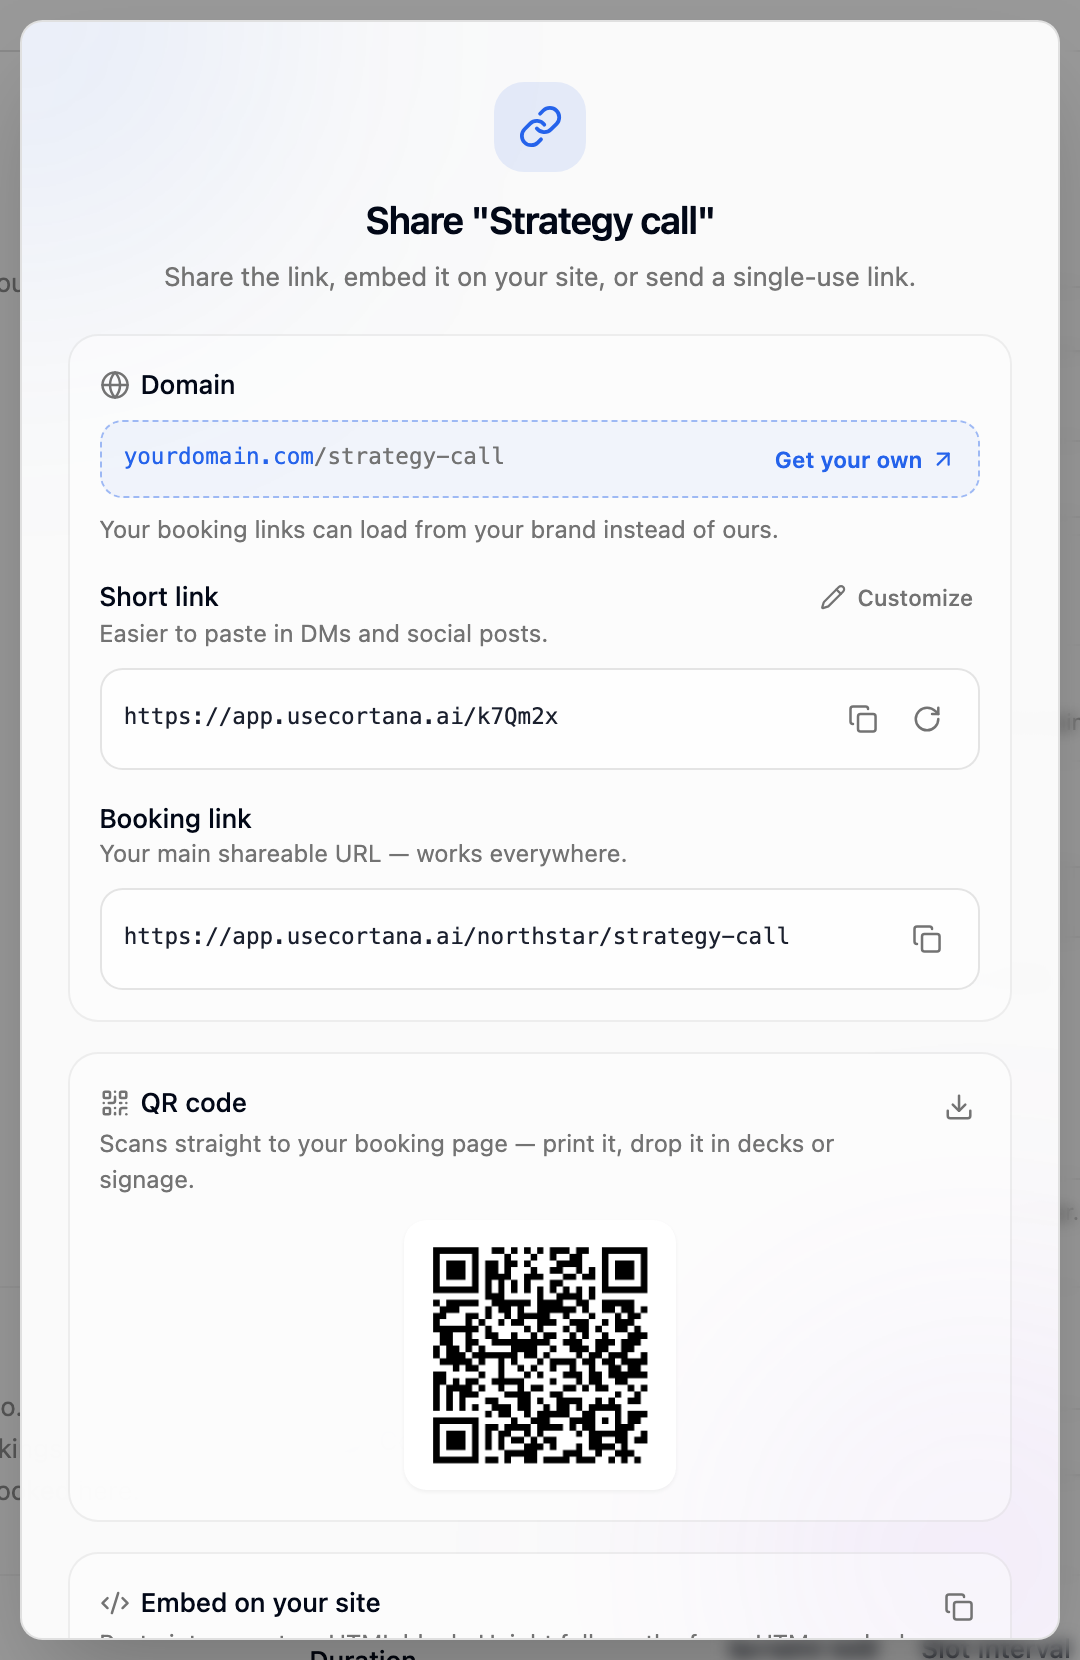 Share "Strategy call"
Share the link, embed it on your site, or send a single-use link.
Domain
yourdomain.com/strategy-call
Get your own
Your booking links can load from your brand instead of ours.
Short link
Customize
Easier to paste in DMs and social posts.
https://app.usecortana.ai/k7Qm2x
Booking link
Your main shareable URL — works everywhere.
https://app.usecortana.ai/northstar/strategy-call
QR code
Scans straight to your booking page — print it, drop it in decks or
signage.
Embed on your site
Duration
Slot interval